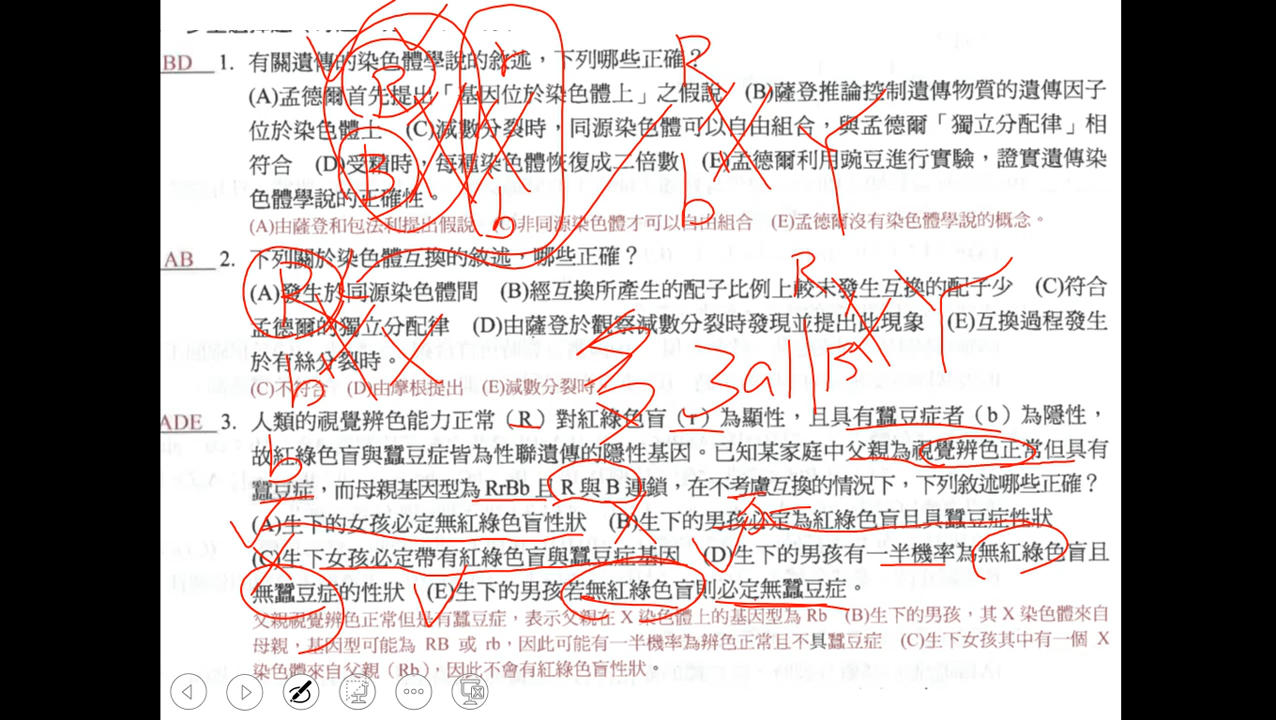 BD 1. 有關遺傳的染色體學說的敘述，下列哪些正確？
(A)孟德爾首先提出「基因位於染色體上」之假說 (B)薩登推論控制遺傳物質的遺傳因子
位於染色體上 (C)減數分裂時，同源染色體可以自由組合，與孟德爾「獨立分配律」相
符合 (D)受精時，每種染色體恢復成二倍數 (E)孟德爾利用豌豆進行實驗，證實遺傳染
色體學說的正確性。
(A)由薩登和包法利提出假說 (C)非同源染色體才可以自由組合 (E)孟德爾沒有染色體學說的概念。
AB 2. 下列關於染色體互換的敘述，哪些正確？
(A)發生於同源染色體間 (B)經互換所產生的配子比例上較未發生互換的配子少 (C)符合
孟德爾的獨立分配律 (D)由薩登於觀察減數分裂時發現並提出此現象 (E)互換過程發生
於有絲分裂時。
(C)不符合 (D)由摩根提出 (E)減數分裂時
ADE 3. 人類的視覺辨色能力正常（R）對紅綠色盲（r）為顯性，且具有蠶豆症者（b）為隱性，
故紅綠色盲與蠶豆症皆為性聯遺傳的隱性基因。已知某家庭中父親為視覺辨色正常但具有
蠶豆症，而母親基因型為 RrBb 且 R 與 B 連鎖，在不考慮互換的情況下，下列敘述哪些正確？
(A)生下的女孩必定無紅綠色盲性狀 (B)生下的男孩必定為紅綠色盲且具蠶豆症性狀
(C)生下女孩必定帶有紅綠色盲與蠶豆症基因 (D)生下的男孩有一半機率為無紅綠色盲且
無蠶豆症的性狀 (E)生下的男孩若無紅綠色盲則必定無蠶豆症。
父親視覺辨色正常但是有蠶豆症，表示父親在 X 染色體上的基因型為 Rb (B)生下的男孩，其 X 染色體來自
母親，基因型可能為 RB 或 rb，因此可能有一半機率為辨色正常且不具蠶豆症 (C)生下女孩其中有一個 X
染色體來自父親（Rb），因此不會有紅綠色盲性狀。
R
B
r
b
R
b
Y
R
B
b
R
B
Y